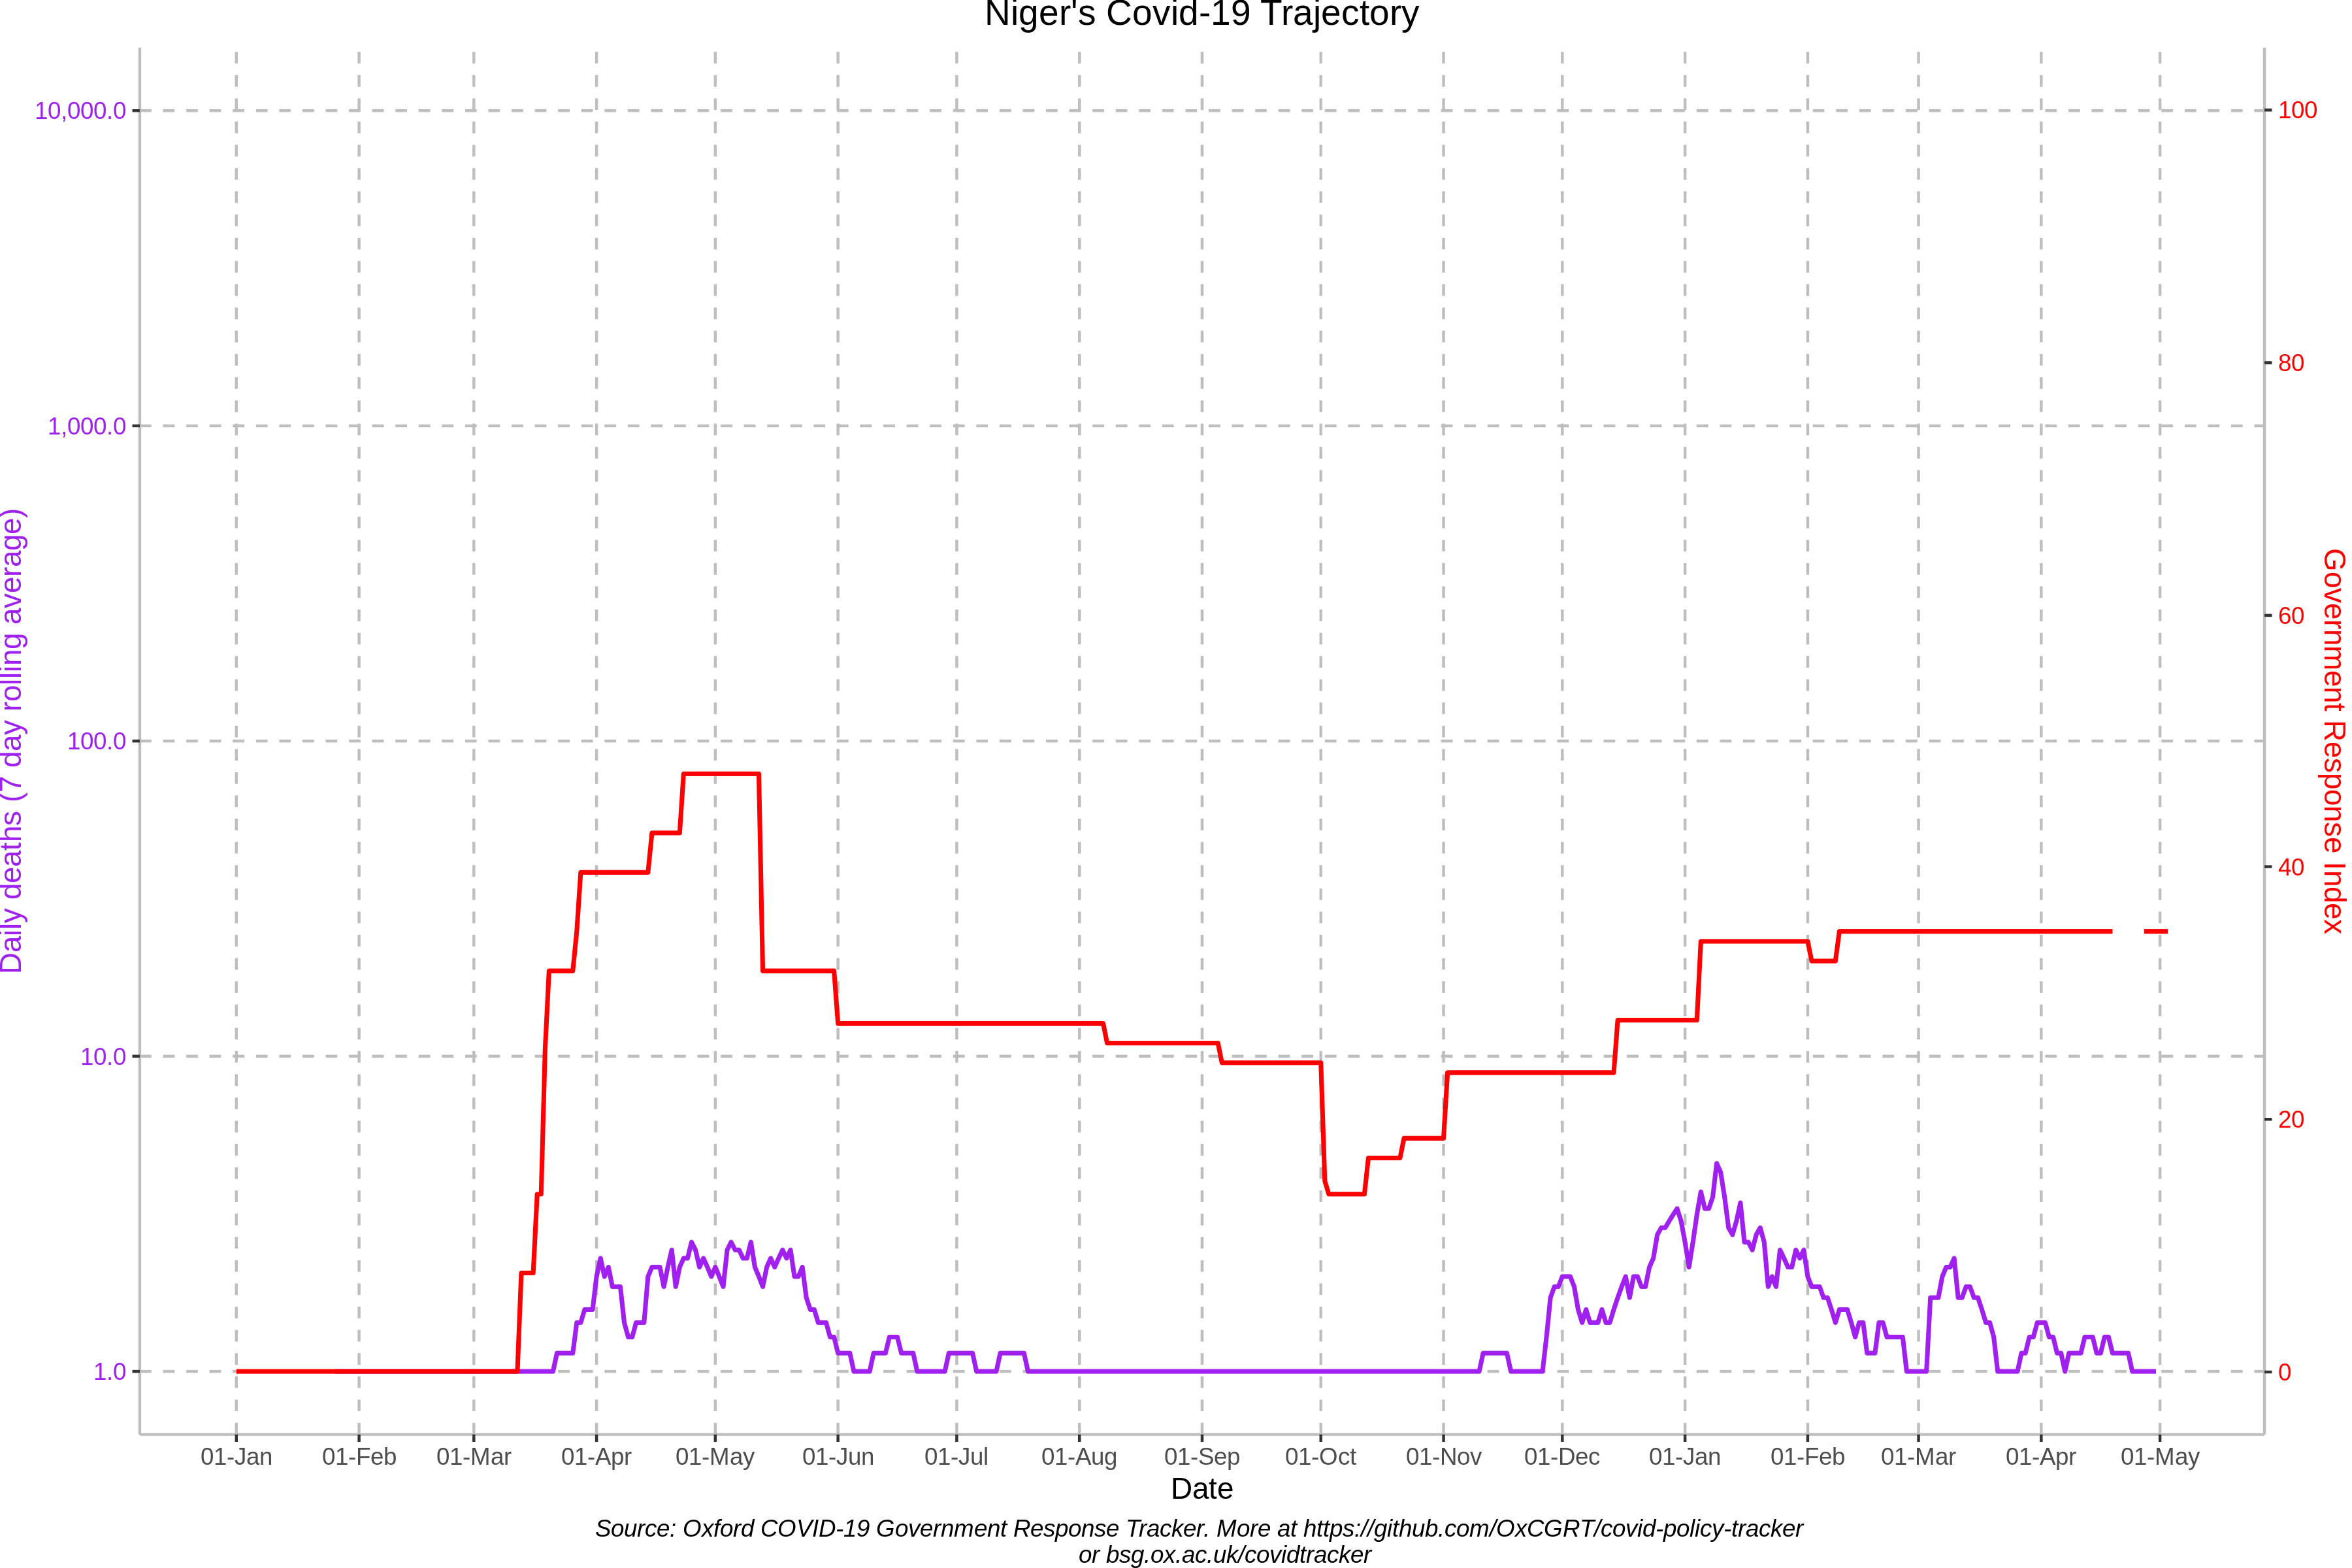 Niger's Covid-19 Trajectory
10,000.0
1,000.0
100.0
10.0
1.0
Daily deaths (7 day rolling average)
100
80
60
40
20
0
Government Response Index
01-Jan 01-Feb 01-Mar 01-Apr 01-May 01-Jun 01-Jul 01-Aug 01-Sep 01-Oct 01-Nov 01-Dec 01-Jan 01-Feb 01-Mar 01-Apr 01-May
Date
Source: Oxford COVID-19 Government Response Tracker. More at https://github.com/OxCGRT/covid-policy-tracker
or bsg.ox.ac.uk/covidtracker